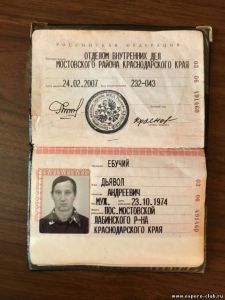 РОССИЙСКАЯ ФЕДЕРАЦИЯ
ОТДЕЛОМ ВНУТРЕННИХ ДЕЛ
МОСТОВСКОГО РАЙОНА КРАСНОДАРСКОГО КРАЯ
24.02.2007 232-043
ЕБУЧИЙ
ДЬЯВОЛ
АНДРЕЕВИЧ
МУЖ. 23.10.1974
ПОС.МОСТОВСКОЙ
ЛАБИНСКОГО Р-НА
КРАСНОДАРСКОГО КРАЯ
www.espero-club.ru